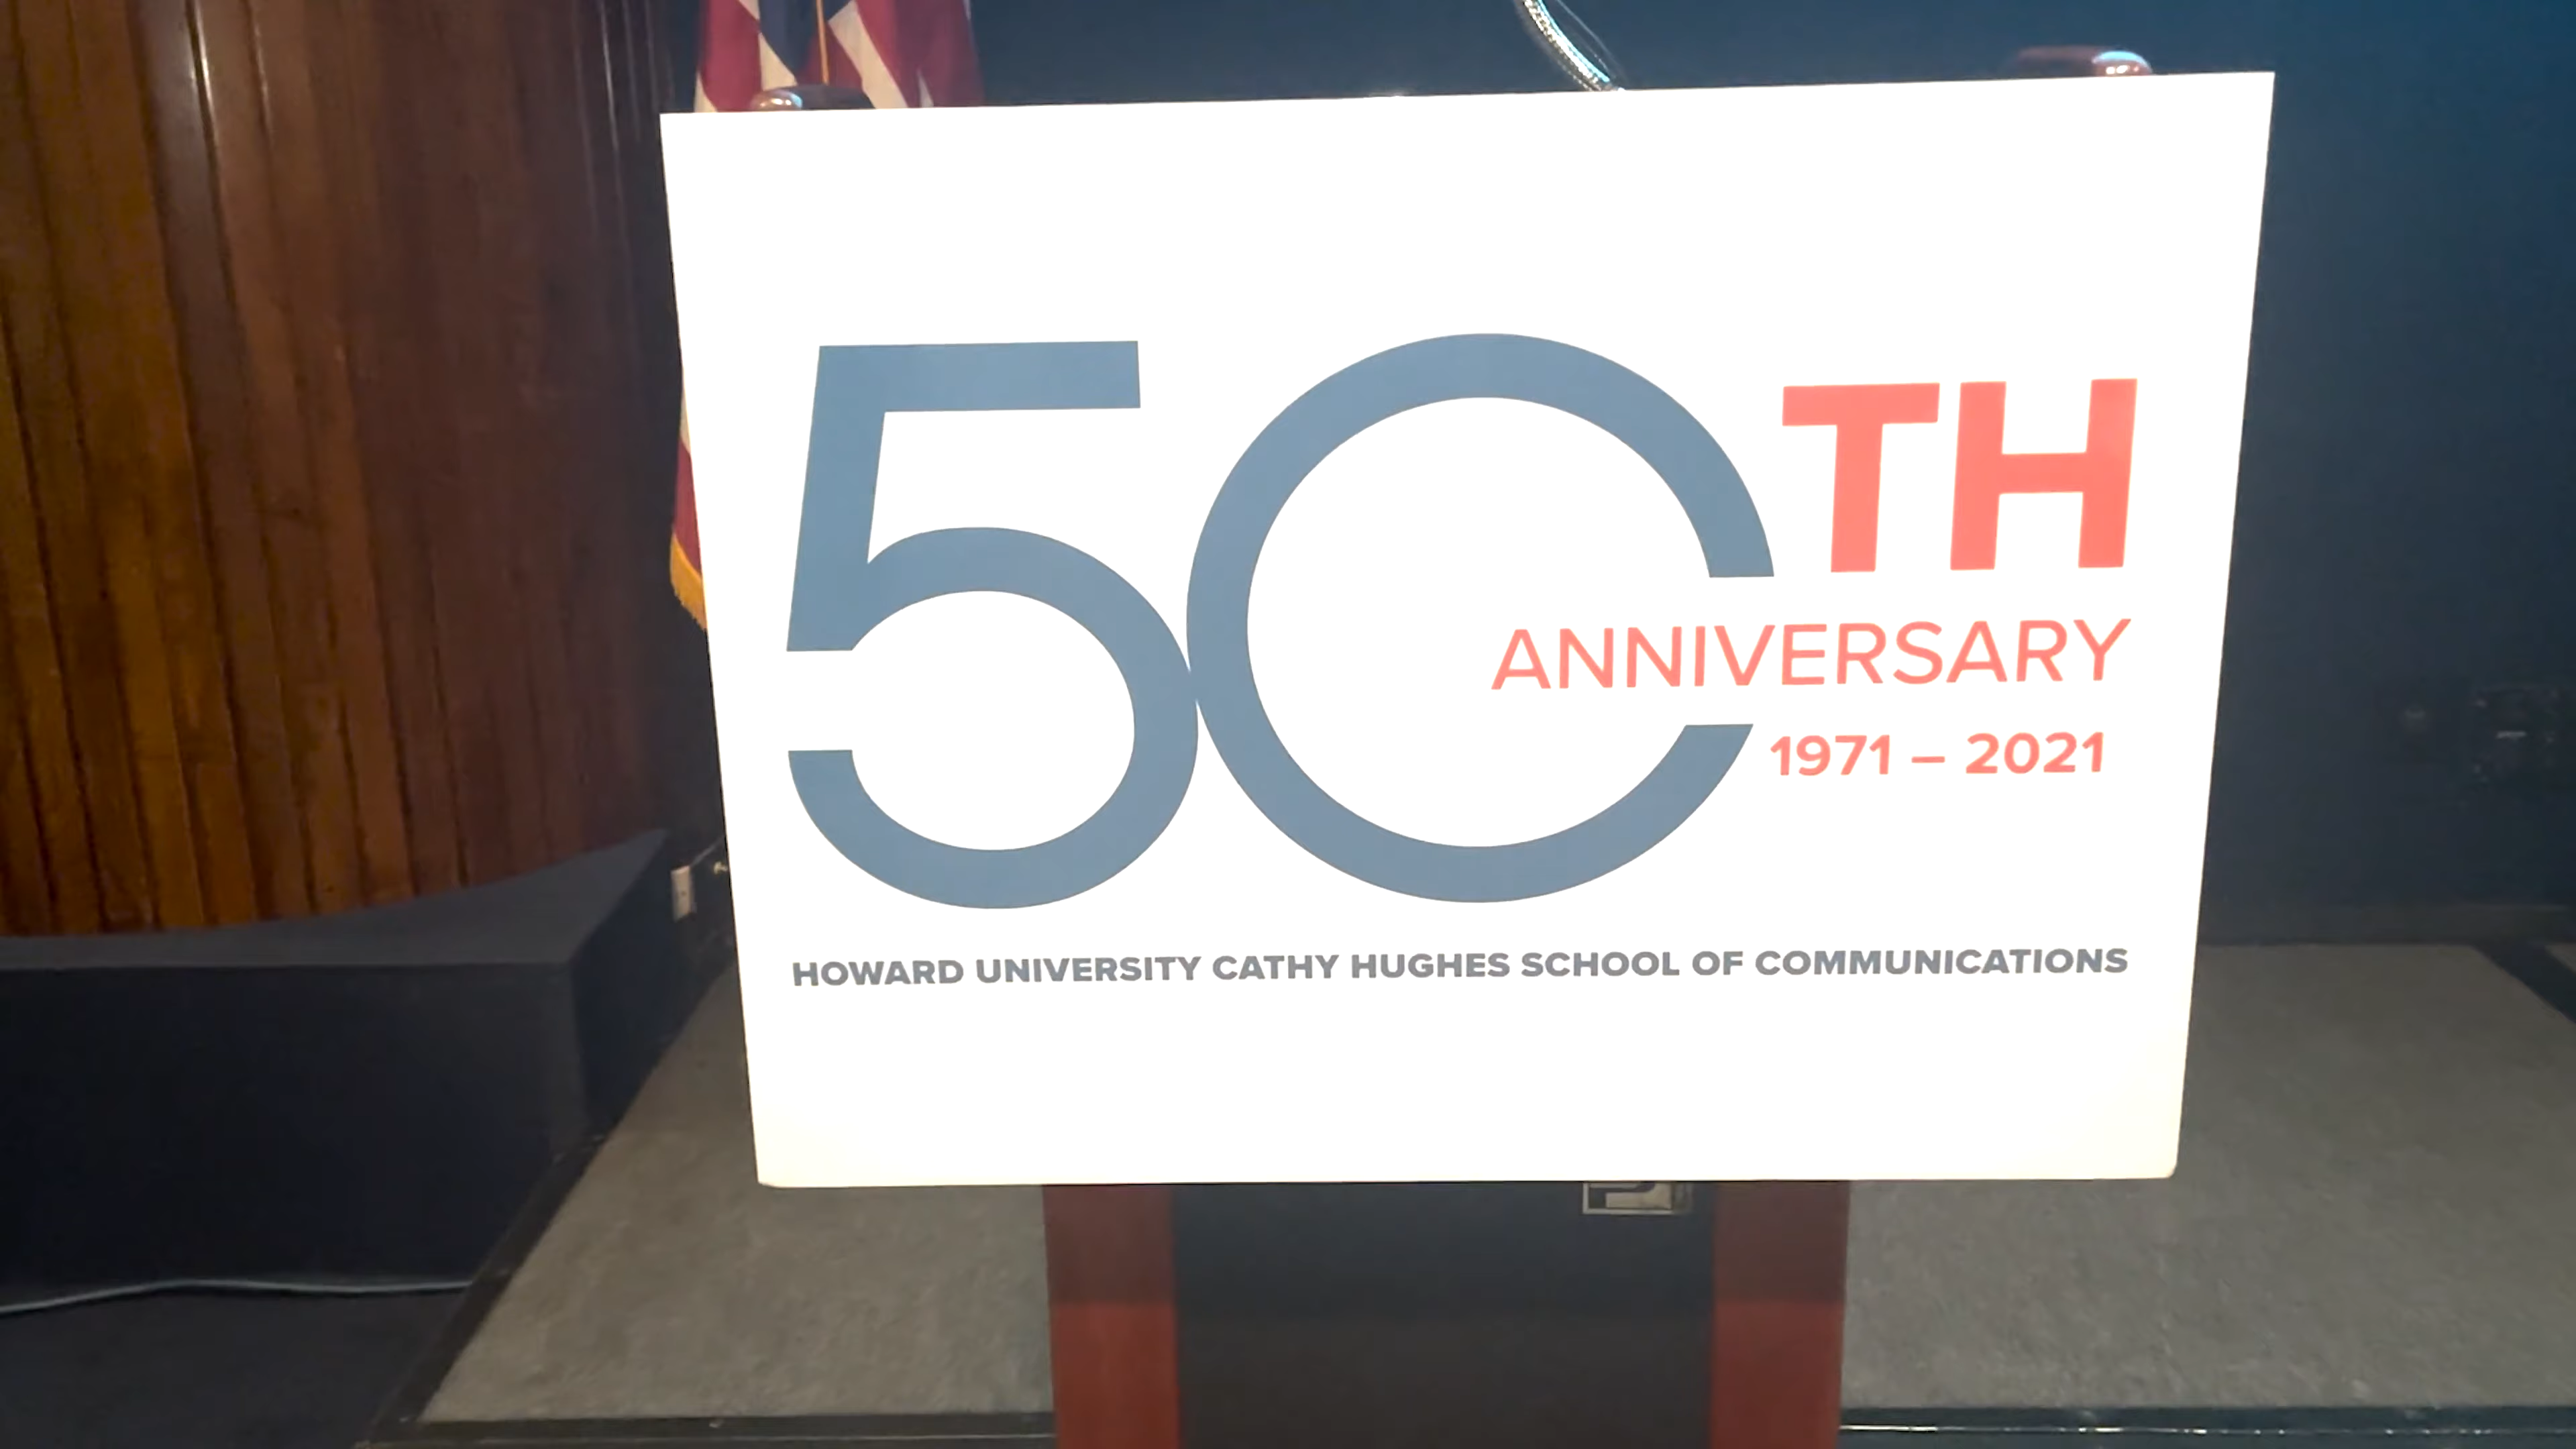 50TH
ANNIVERSARY
1971 – 2021
HOWARD UNIVERSITY CATHY HUGHES SCHOOL OF COMMUNICATIONS